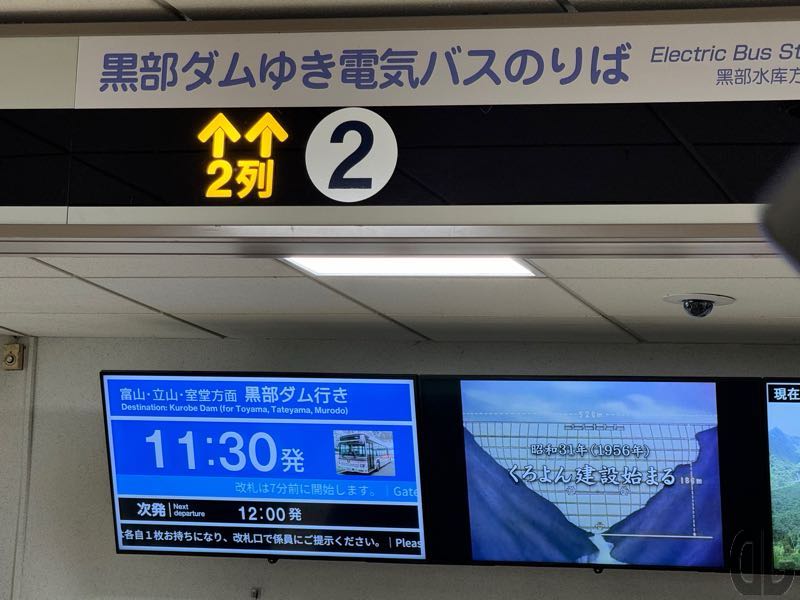 黒部ダムゆき電気バスのりば
Electric Bus St
黑部水库方
2列
2
富山・立山・室堂方面 黒部ダム行き
Destination: Kurobe Dam (for Toyama, Tateyama, Murodo)
11:30発
改札は7分前に開始します。 | Gate
次発 Next departure 12:00発
各自1枚お持ちになり、改札口で係員にご提示ください。 | Pleas
昭和31年(1956年)
くろよん建設始まる
186m
現在